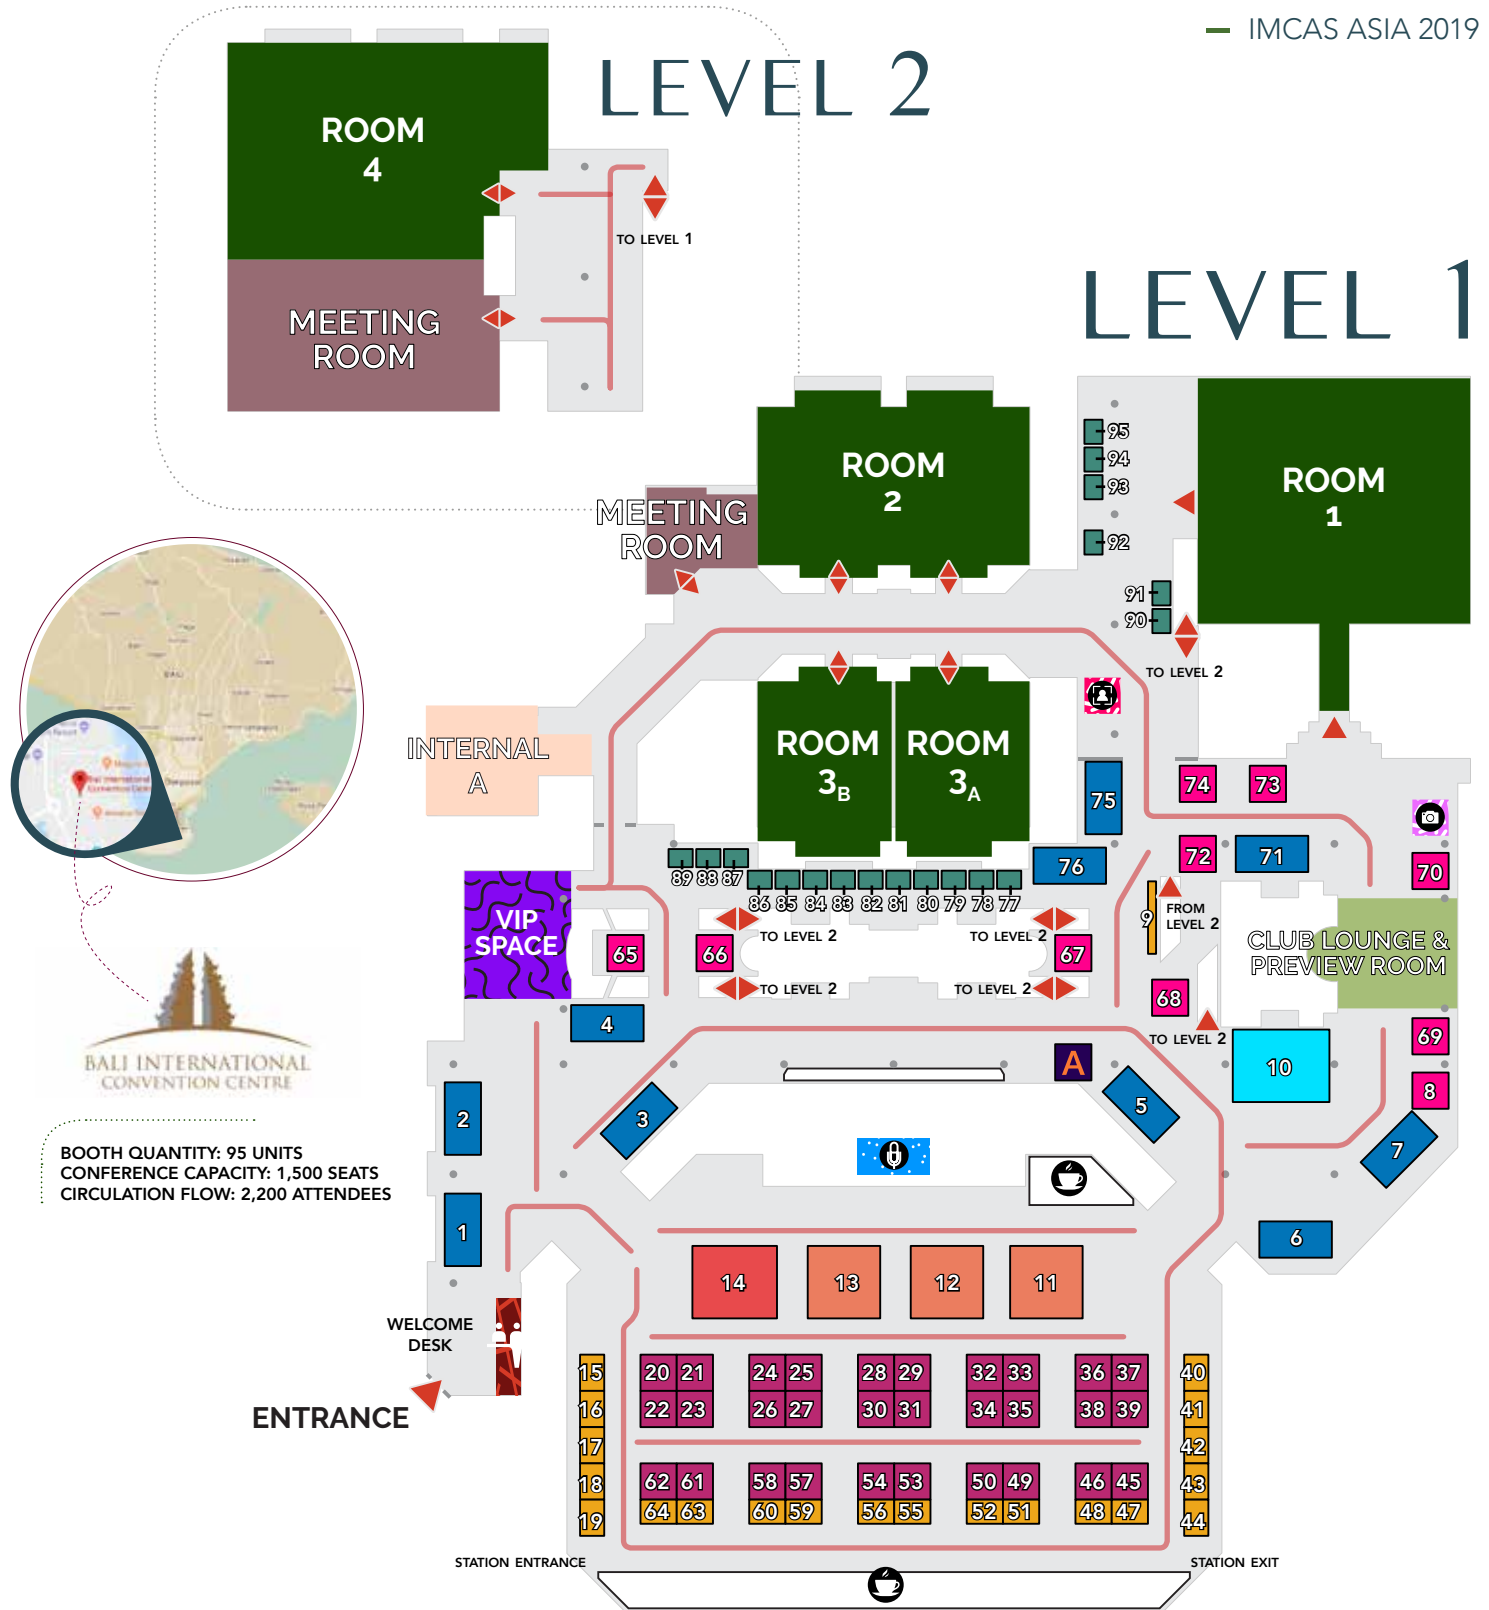 IMCAS ASIA 2019
LEVEL 2
ROOM
4
TO LEVEL 1
MEETING
ROOM
LEVEL 1
ROOM
2
ROOM
1
MEETING
ROOM
95
94
93
92
91
90
TO LEVEL 2
INTERNAL
A
ROOM
3B
ROOM
3A
75
74
73
76
72
71
70
89
88
87
86
85
84
83
82
81
80
79
78
77
VIP
SPACE
65
66
67
TO LEVEL 2
TO LEVEL 2
TO LEVEL 2
TO LEVEL 2
9
FROM
LEVEL 2
CLUB LOUNGE &
PREVIEW ROOM
68
TO LEVEL 2
69
10
8
4
A
2
3
5
7
1
6
BALI
BALI INTERNATIONAL
CONVENTION CENTRE
BOOTH QUANTITY: 95 UNITS
CONFERENCE CAPACITY: 1,500 SEATS
CIRCULATION FLOW: 2,200 ATTENDEES
14
13
12
11
WELCOME
DESK
ENTRANCE
15
16
17
18
19
20 21
22 23
24 25
26 27
28 29
30 31
32 33
34 35
36 37
38 39
40
41
42
43
44
62 61
64 63
58 57
60 59
54 53
56 55
50 49
52 51
46 45
48 47
STATION ENTRANCE
STATION EXIT